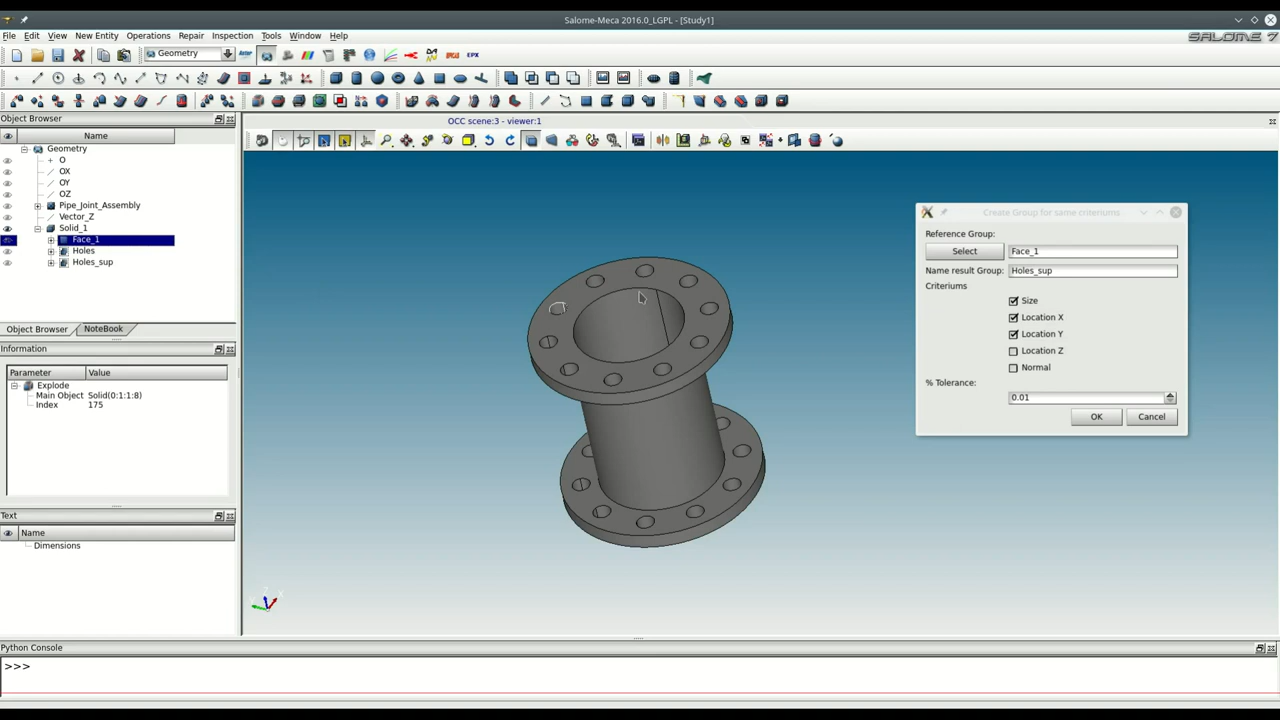 Salome-Meca 2016.0_LGPL - [Study1]
File Edit View New Entity Operations Repair Inspection Tools Window Help
SALOME 7
Geometry
Object Browser
OCC scene:3 - viewer:1
Name
Geometry
O
OX
OY
OZ
Pipe_Joint_Assembly
Vector_Z
Solid_1
Face_1
Holes
Holes_sup
Create Group for same criteriums
Reference Group:
Select Face_1
Name result Group: Holes_sup
Criteriums
Size
Location X
Location Y
Location Z
Normal
% Tolerance:
0.01
OK Cancel
Object Browser NoteBook
Information
Parameter Value
Explode
Main Object Solid(0:1:1:8)
Index 175
Text
Name
Dimensions
Python Console
>>>